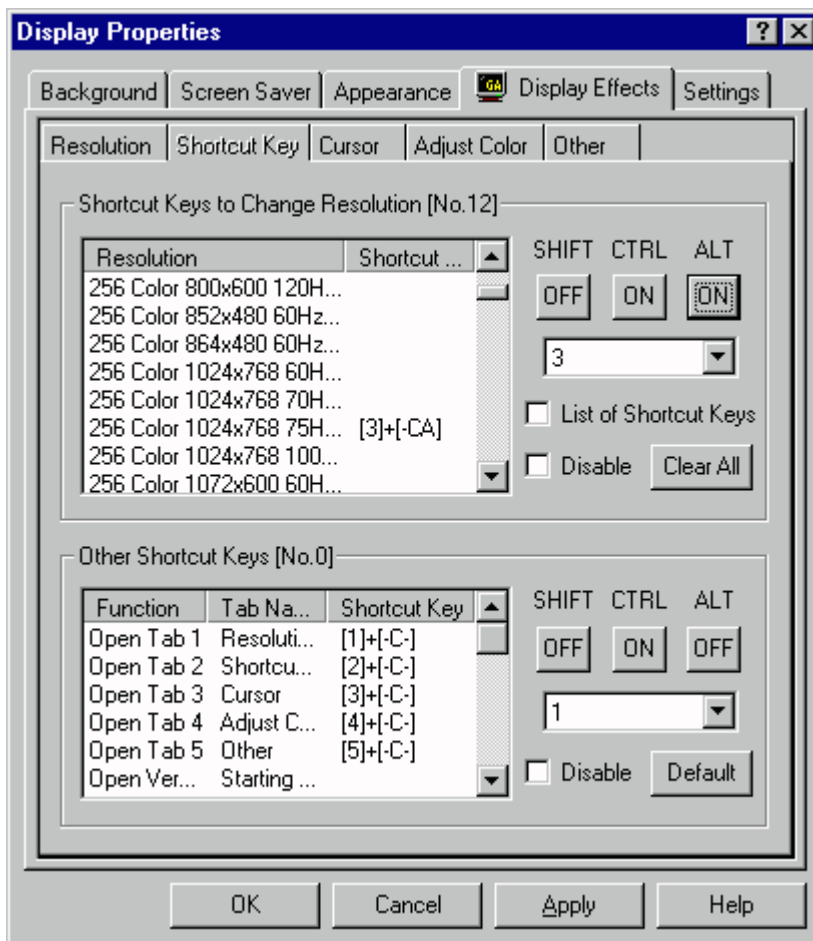 Display Properties
Background Screen Saver Appearance GA Display Effects Settings
Resolution Shortcut Key Cursor Adjust Color Other
Shortcut Keys to Change Resolution [No.12]
Resolution Shortcut ...
SHIFT CTRL ALT
256 Color 800x600 120H...
OFF ON ON
256 Color 852x480 60Hz...
256 Color 864x480 60Hz...
3
256 Color 1024x768 60H...
256 Color 1024x768 70H...
List of Shortcut Keys
256 Color 1024x768 75H... [3]+[-CA]
256 Color 1024x768 100...
Disable Clear All
256 Color 1072x600 60H...
Other Shortcut Keys [No.0]
Function Tab Na... Shortcut Key
SHIFT CTRL ALT
Open Tab 1 Resoluti... [1]+[-C-]
OFF ON OFF
Open Tab 2 Shortcu... [2]+[-C-]
Open Tab 3 Cursor [3]+[-C-]
1
Open Tab 4 Adjust C... [4]+[-C-]
Open Tab 5 Other [5]+[-C-]
Open Ver... Starting ...
Disable Default
OK Cancel Apply Help